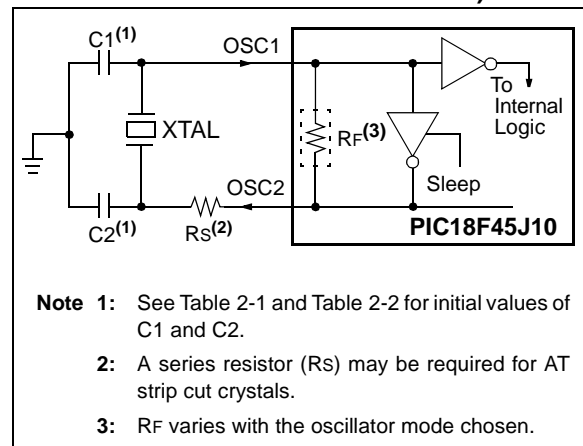 C1(1)
OSC1
To
Internal
Logic
XTAL
RF(3)
Sleep
OSC2
C2(1)
RS(2)
PIC18F45J10
Note 1: See Table 2-1 and Table 2-2 for initial values of
C1 and C2.
2: A series resistor (RS) may be required for AT
strip cut crystals.
3: RF varies with the oscillator mode chosen.